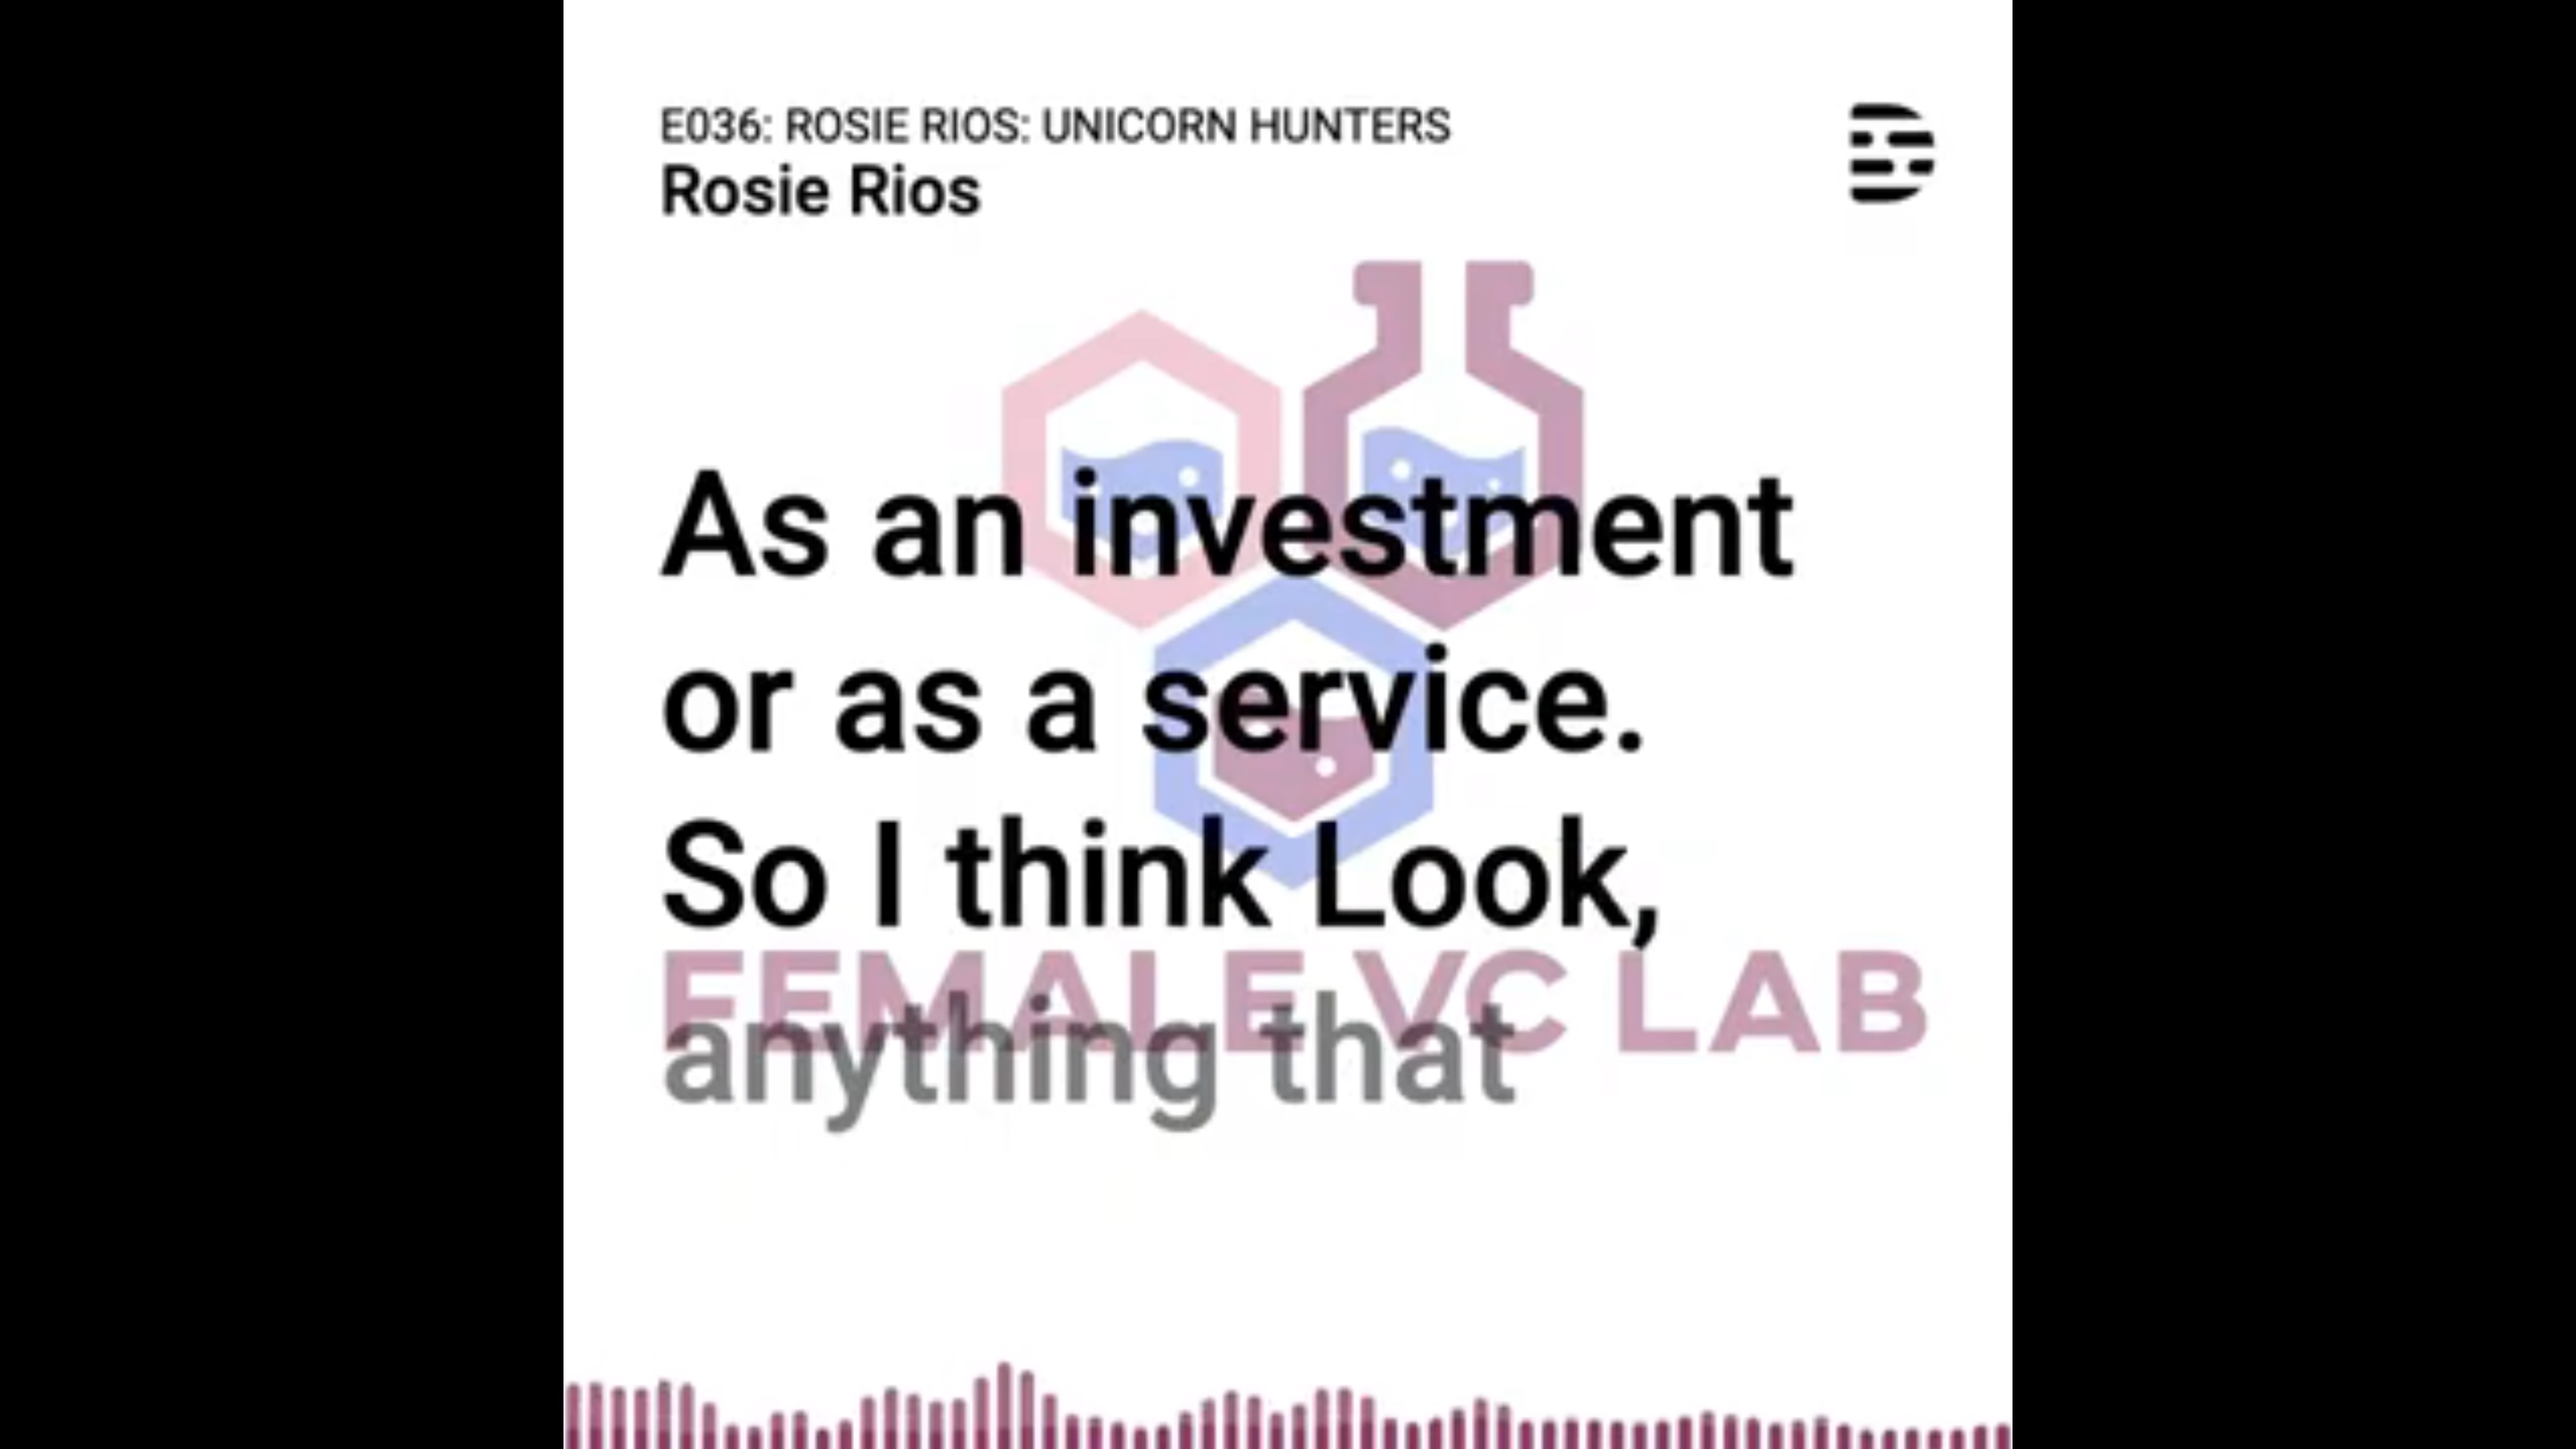 E036: ROSIE RIOS: UNICORN HUNTERS
Rosie Rios
As an investment
or as a service.
So I think Look,
FEMALE VC LAB
anything that